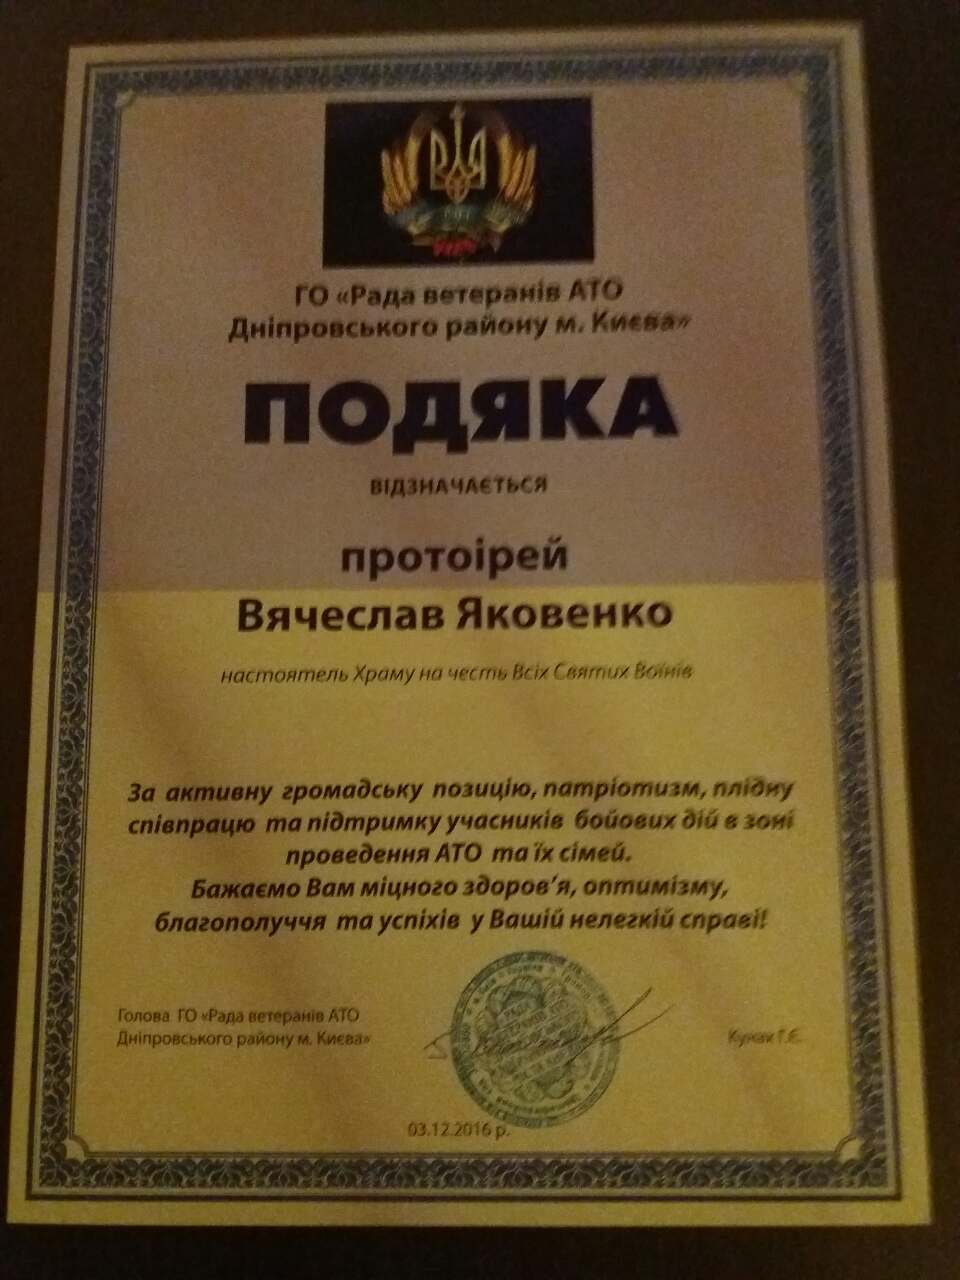 ГО «Рада ветеранів АТО
Дніпровського району м. Києва»
ПОДЯКА
ВІДЗНАЧАЄТЬСЯ
протоірей
Вячеслав Яковенко
настоятель Храму на честь Всіх Святих Воїнів
За активну громадську позицію, патріотизм, плідну
співпрацю та підтримку учасників бойових дій в зоні
проведення АТО та їх сімей.
Бажаємо Вам міцного здоров'я, оптимізму,
благополуччя та успіхів у Вашій нелегкій справі!
Голова ГО «Рада ветеранів АТО
Дніпровського району м. Києва»
Кунах Г.Є.
03.12.2016 р.